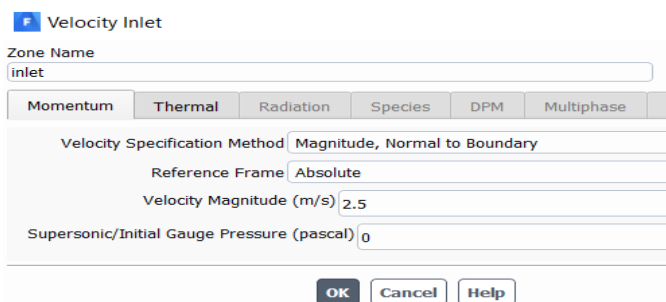 F Velocity Inlet
Zone Name
inlet
Momentum Thermal Radiation Species DPM Multiphase
Velocity Specification Method Magnitude, Normal to Boundary
Reference Frame Absolute
Velocity Magnitude (m/s) 2.5
Supersonic/Initial Gauge Pressure (pascal) 0
OK Cancel Help